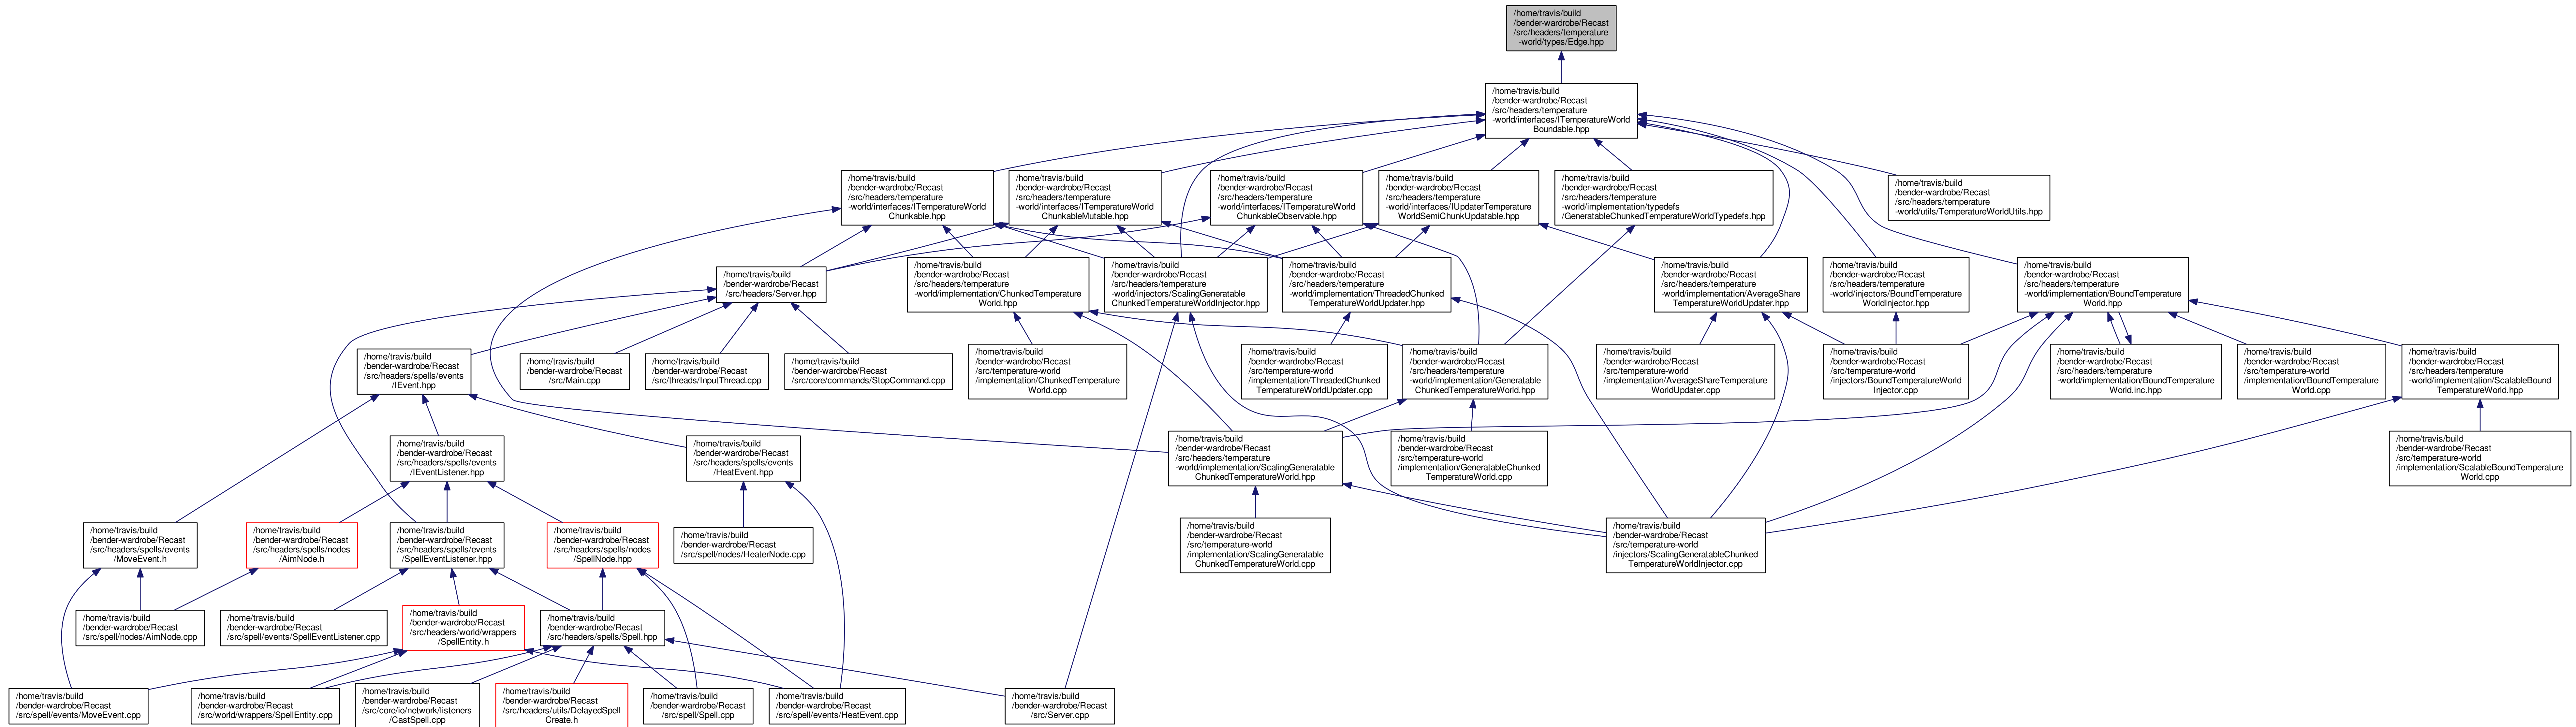 /home/travis/build
/bender-wardrobe/Recast
/src/headers/temperature
-world/types/Edge.hpp
/home/travis/build
/bender-wardrobe/Recast
/src/headers/temperature
-world/interfaces/ITemperatureWorld
Boundable.hpp
/home/travis/build
/bender-wardrobe/Recast
/src/headers/temperature
-world/interfaces/ITemperatureWorld
Chunkable.hpp
/home/travis/build
/bender-wardrobe/Recast
/src/headers/temperature
-world/interfaces/ITemperatureWorld
ChunkableMutable.hpp
/home/travis/build
/bender-wardrobe/Recast
/src/headers/temperature
-world/interfaces/ITemperatureWorld
ChunkableObservable.hpp
/home/travis/build
/bender-wardrobe/Recast
/src/headers/temperature
-world/interfaces/IUpdaterTemperature
WorldSemiChunkUpdatable.hpp
/home/travis/build
/bender-wardrobe/Recast
/src/headers/temperature
-world/implementation/typedefs
/GeneratableChunkedTemperatureWorldTypedefs.hpp
/home/travis/build
/bender-wardrobe/Recast
/src/headers/temperature
-world/utils/TemperatureWorldUtils.hpp
/home/travis/build
/bender-wardrobe/Recast
/src/headers/Server.hpp
/home/travis/build
/bender-wardrobe/Recast
/src/headers/temperature
-world/implementation/ChunkedTemperature
World.hpp
/home/travis/build
/bender-wardrobe/Recast
/src/headers/temperature
-world/injectors/ScalingGeneratable
ChunkedTemperatureWorldInjector.hpp
/home/travis/build
/bender-wardrobe/Recast
/src/headers/temperature
-world/implementation/ThreadedChunked
TemperatureWorldUpdater.hpp
/home/travis/build
/bender-wardrobe/Recast
/src/headers/temperature
-world/implementation/AverageShare
TemperatureWorldUpdater.hpp
/home/travis/build
/bender-wardrobe/Recast
/src/headers/temperature
-world/injectors/BoundTemperature
WorldInjector.hpp
/home/travis/build
/bender-wardrobe/Recast
/src/headers/temperature
-world/implementation/BoundTemperature
World.hpp
/home/travis/build
/bender-wardrobe/Recast
/src/headers/spells/events
/IEvent.hpp
/home/travis/build
/bender-wardrobe/Recast
/src/Main.cpp
/home/travis/build
/bender-wardrobe/Recast
/src/threads/InputThread.cpp
/home/travis/build
/bender-wardrobe/Recast
/src/core/commands/StopCommand.cpp
/home/travis/build
/bender-wardrobe/Recast
/src/temperature-world
/implementation/ChunkedTemperature
World.cpp
/home/travis/build
/bender-wardrobe/Recast
/src/temperature-world
/implementation/ThreadedChunked
TemperatureWorldUpdater.cpp
/home/travis/build
/bender-wardrobe/Recast
/src/headers/temperature
-world/implementation/Generatable
ChunkedTemperatureWorld.hpp
/home/travis/build
/bender-wardrobe/Recast
/src/temperature-world
/implementation/AverageShareTemperature
WorldUpdater.cpp
/home/travis/build
/bender-wardrobe/Recast
/src/temperature-world
/injectors/BoundTemperatureWorld
Injector.cpp
/home/travis/build
/bender-wardrobe/Recast
/src/headers/temperature
-world/implementation/BoundTemperature
World.inc.hpp
/home/travis/build
/bender-wardrobe/Recast
/src/temperature-world
/implementation/BoundTemperature
World.cpp
/home/travis/build
/bender-wardrobe/Recast
/src/headers/temperature
-world/implementation/ScalableBound
TemperatureWorld.hpp
/home/travis/build
/bender-wardrobe/Recast
/src/headers/spells/events
/IEventListener.hpp
/home/travis/build
/bender-wardrobe/Recast
/src/headers/spells/events
/HeatEvent.hpp
/home/travis/build
/bender-wardrobe/Recast
/src/headers/temperature
-world/implementation/ScalingGeneratable
ChunkedTemperatureWorld.hpp
/home/travis/build
/bender-wardrobe/Recast
/src/temperature-world
/implementation/GeneratableChunked
TemperatureWorld.cpp
/home/travis/build
/bender-wardrobe/Recast
/src/temperature-world
/implementation/ScalableBoundTemperature
World.cpp
/home/travis/build
/bender-wardrobe/Recast
/src/headers/spells/events
/MoveEvent.h
/home/travis/build
/bender-wardrobe/Recast
/src/headers/spells/nodes
/AimNode.h
/home/travis/build
/bender-wardrobe/Recast
/src/headers/spells/events
/SpellEventListener.hpp
/home/travis/build
/bender-wardrobe/Recast
/src/headers/spells/nodes
/SpellNode.hpp
/home/travis/build
/bender-wardrobe/Recast
/src/spell/nodes/HeaterNode.cpp
/home/travis/build
/bender-wardrobe/Recast
/src/temperature-world
/implementation/ScalingGeneratable
ChunkedTemperatureWorld.cpp
/home/travis/build
/bender-wardrobe/Recast
/src/temperature-world
/injectors/ScalingGeneratableChunked
TemperatureWorldInjector.cpp
/home/travis/build
/bender-wardrobe/Recast
/src/spell/nodes/AimNode.cpp
/home/travis/build
/bender-wardrobe/Recast
/src/spell/events/SpellEventListener.cpp
/home/travis/build
/bender-wardrobe/Recast
/src/headers/world/wrappers
/SpellEntity.h
/home/travis/build
/bender-wardrobe/Recast
/src/headers/spells/Spell.hpp
/home/travis/build
/bender-wardrobe/Recast
/src/spell/events/MoveEvent.cpp
/home/travis/build
/bender-wardrobe/Recast
/src/world/wrappers/SpellEntity.cpp
/home/travis/build
/bender-wardrobe/Recast
/src/core/io/network/listeners
/CastSpell.cpp
/home/travis/build
/bender-wardrobe/Recast
/src/headers/utils/DelayedSpell
Create.h
/home/travis/build
/bender-wardrobe/Recast
/src/spell/Spell.cpp
/home/travis/build
/bender-wardrobe/Recast
/src/spell/events/HeatEvent.cpp
/home/travis/build
/bender-wardrobe/Recast
/src/Server.cpp